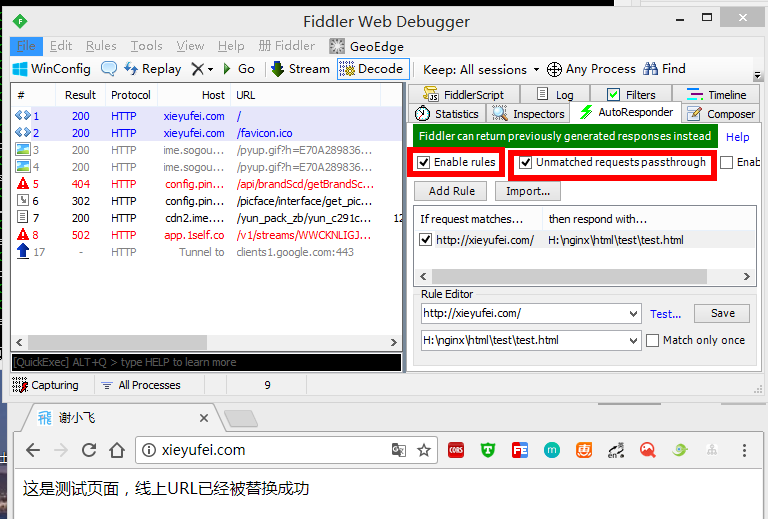 Fiddler Web Debugger
File Edit Rules Tools View Help 册 Fiddler GeoEdge
WinConfig Replay Go Stream Decode Keep: All sessions Any Process Find
# Result Protocol Host URL
1 200 HTTP xieyufei.com /
2 200 HTTP xieyufei.com /favicon.ico
3 200 HTTP ime.sogou... /pyup.gif?h=E70A289836...
4 200 HTTP ime.sogou... /pyup.gif?h=E70A289836...
5 404 HTTP config.pin... /api/brandScd/getBrandSc...
6 302 HTTP config.pin... /picface/interface/get_pic...
7 200 HTTP cdn2.ime.... /yun_pack_zb/yun_c291c... 12
8 502 HTTP app.1self.co /v1/streams/WWCKNLIGJ...
17 - HTTP Tunnel to clients1.google.com:443
[QuickExec] ALT+Q > type HELP to learn more
Capturing All Processes 9
FiddlerScript Log Filters Timeline
Statistics Inspectors AutoResponder Composer
Fiddler can return previously generated responses instead Help
Enable rules Unmatched requests passthrough Enab
Add Rule Import...
If request matches... then respond with...
http://xieyufei.com/ H:\nginx\html\test\test.html
Rule Editor
http://xieyufei.com/ Test... Save
H:\nginx\html\test\test.html Match only once
飛 谢小飞
xieyufei.com CORS T FE m 惠 en
这是测试页面，线上URL已经被替换成功